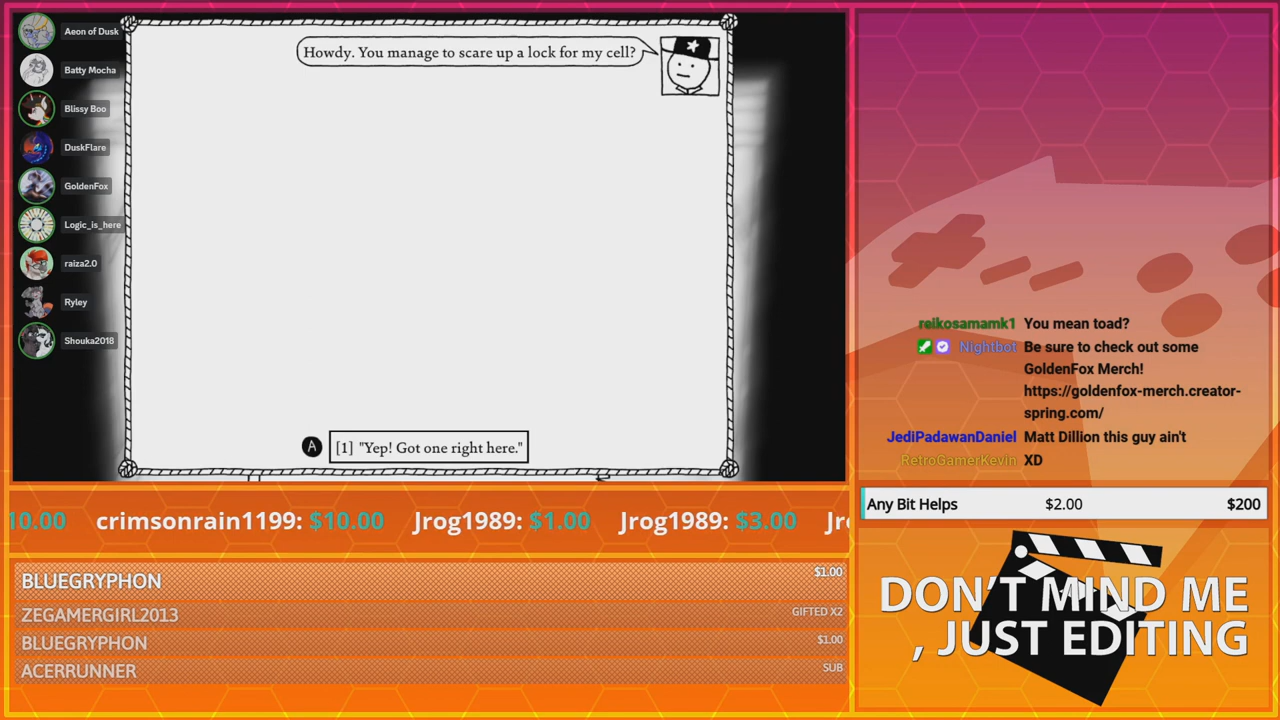 Aeon of Dusk
Batty Mocha
Blissy Boo
DuskFlare
GoldenFox
Logic_is_here
raiza2.0
Ryley
Shouka2018
Howdy. You manage to scare up a lock for my cell?
A [1] "Yep! Got one right here."
reikosamamk1 You mean toad?
Nightbot Be sure to check out some
GoldenFox Merch!
https://goldenfox-merch.creator-
spring.com/
JediPadawanDaniel Matt Dillion this guy ain't
RetroGamerKevin XD
Any Bit Helps $2.00 $200
10.00 crimsonrain1199: $10.00 Jrog1989: $1.00 Jrog1989: $3.00 Jr
BLUEGRYPHON $1.00
ZEGAMERGIRL2013 GIFTED X2
BLUEGRYPHON $1.00
ACERRUNNER SUB
DON'T MIND ME
, JUST EDITING